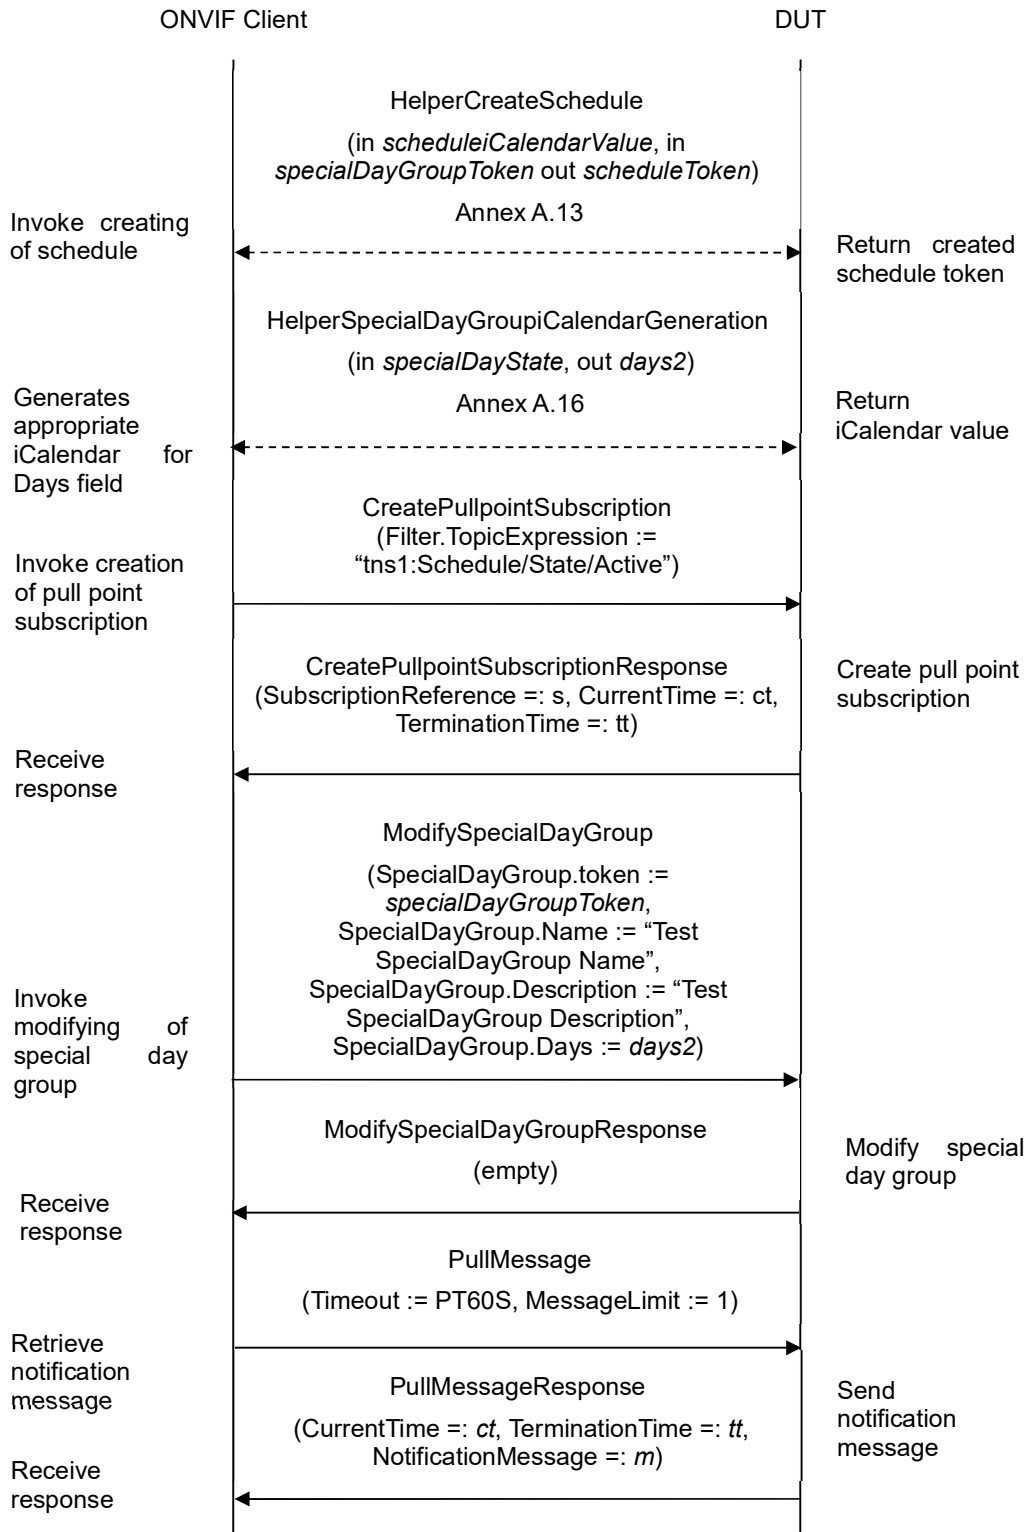 ONVIF Client
DUT
HelperCreateSchedule
(in scheduleiCalendarValue, in
specialDayGroupToken out scheduleToken)
Annex A.13
Invoke creating
of schedule
Return created
schedule token
HelperSpecialDayGroupiCalendarGeneration
(in specialDayState, out days2)
Annex A.16
Generates
appropriate
iCalendar for
Days field
Return
iCalendar value
CreatePullpointSubscription
(Filter.TopicExpression :=
“tns1:Schedule/State/Active”)
Invoke creation
of pull point
subscription
CreatePullpointSubscriptionResponse
(SubscriptionReference =: s, CurrentTime =: ct,
TerminationTime =: tt)
Create pull point
subscription
Receive
response
ModifySpecialDayGroup
(SpecialDayGroup.token :=
specialDayGroupToken,
SpecialDayGroup.Name := “Test
SpecialDayGroup Name”,
SpecialDayGroup.Description := “Test
SpecialDayGroup Description”,
SpecialDayGroup.Days := days2)
Invoke
modifying of
special day
group
ModifySpecialDayGroupResponse
(empty)
Modify special
day group
Receive
response
PullMessage
(Timeout := PT60S, MessageLimit := 1)
Retrieve
notification
message
PullMessageResponse
(CurrentTime =: ct, TerminationTime =: tt,
NotificationMessage =: m)
Send
notification
message
Receive
response